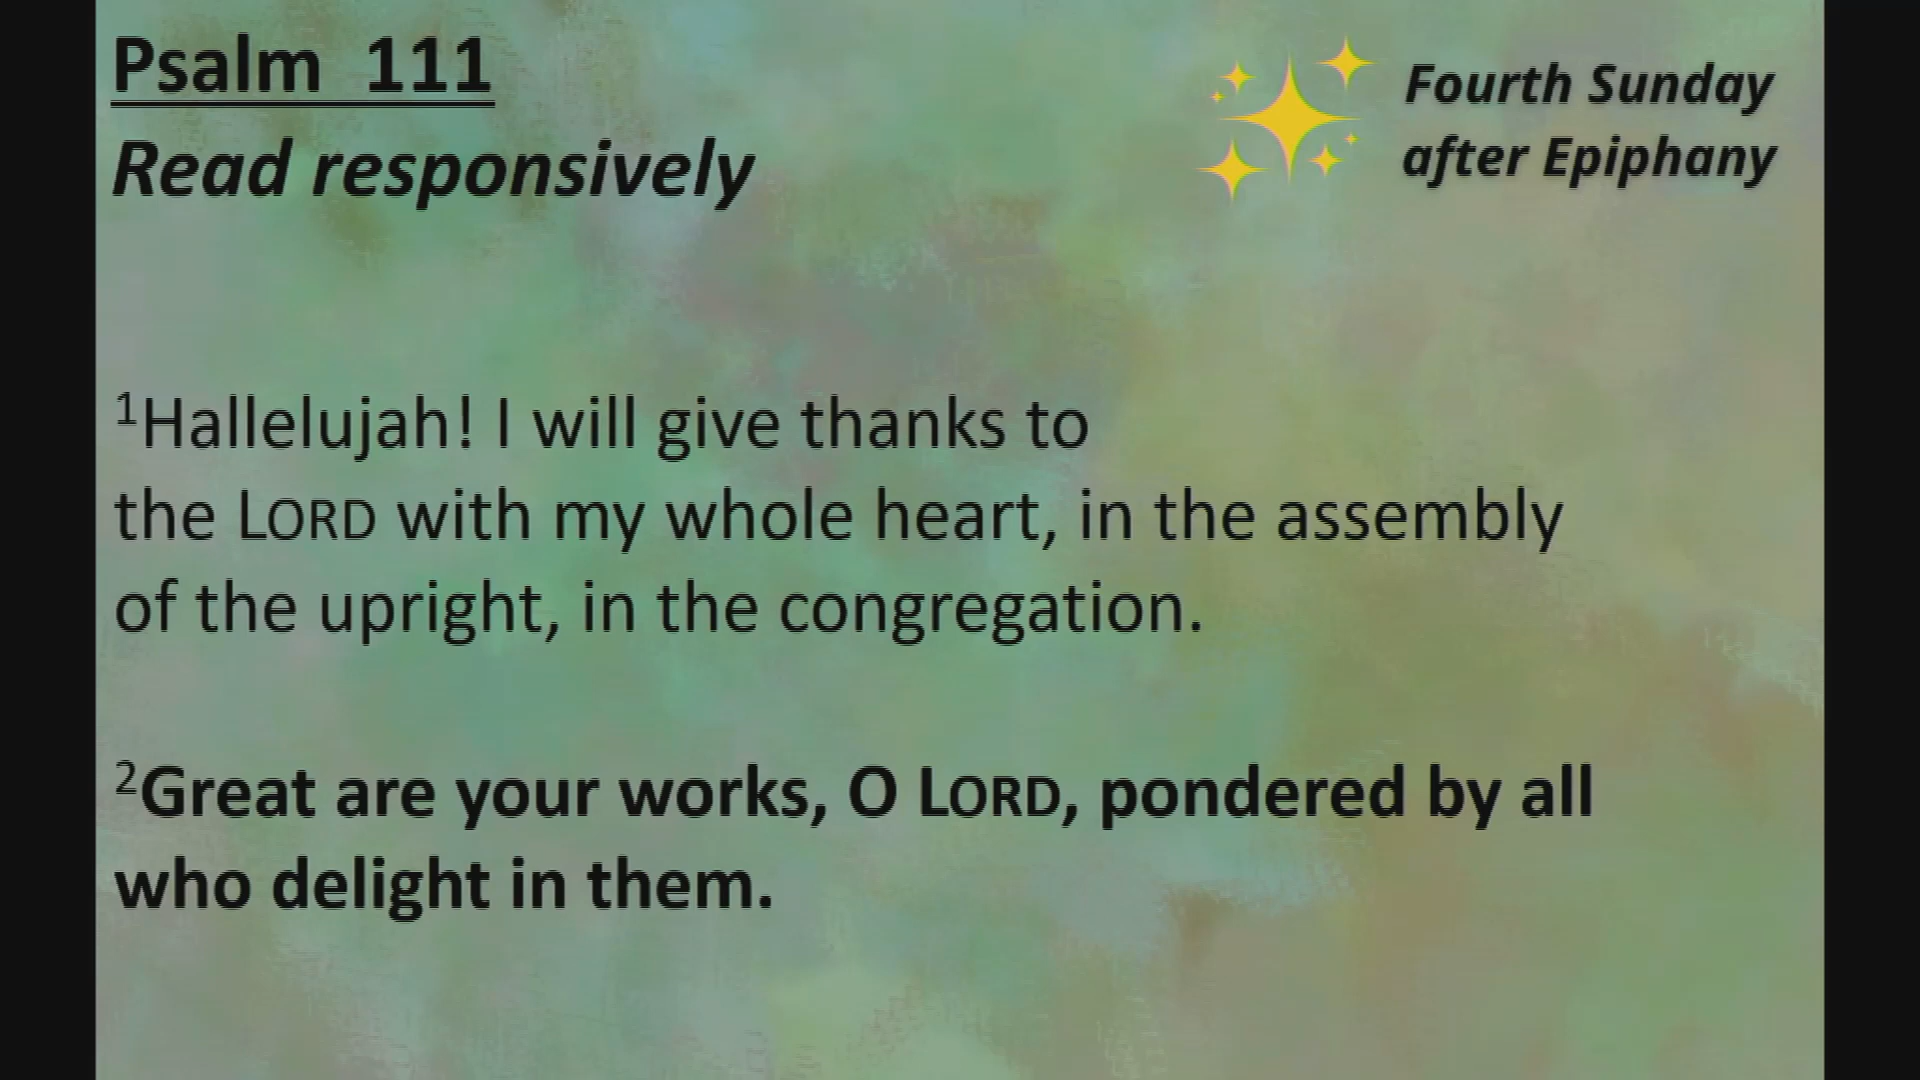 Psalm 111
Read responsively
Fourth Sunday
after Epiphany
¹Hallelujah! I will give thanks to
the LORD with my whole heart, in the assembly
of the upright, in the congregation.
²Great are your works, O LORD, pondered by all
who delight in them.